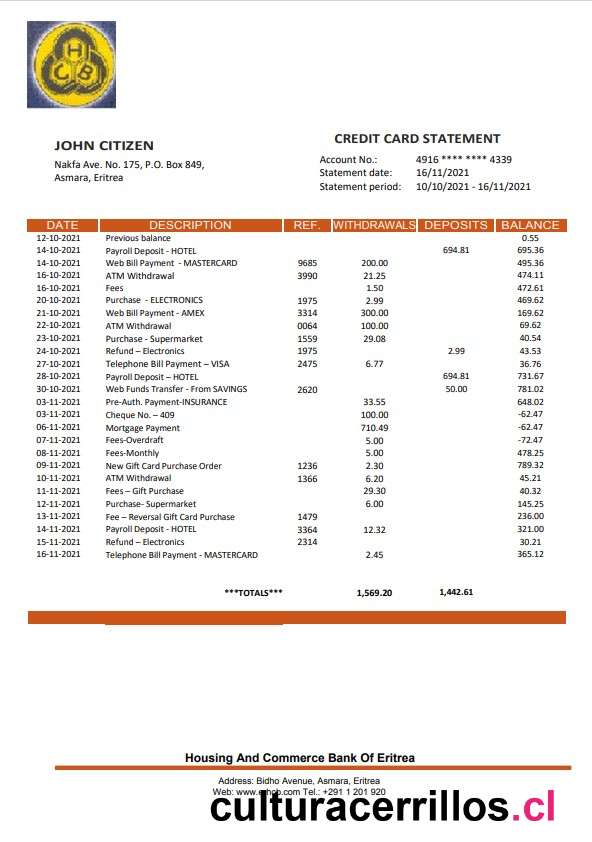 H
C B
JOHN CITIZEN
Nakfa Ave. No. 175, P.O. Box 849,
Asmara, Eritrea
CREDIT CARD STATEMENT
Account No.: 4916 **** **** 4339
Statement date: 16/11/2021
Statement period: 10/10/2021 - 16/11/2021
DATE DESCRIPTION REF. WITHDRAWALS DEPOSITS BALANCE
12-10-2021 Previous balance 0.55
14-10-2021 Payroll Deposit - HOTEL 694.81 695.36
14-10-2021 Web Bill Payment - MASTERCARD 9685 200.00 495.36
16-10-2021 ATM Withdrawal 3990 21.25 474.11
16-10-2021 Fees 1.50 472.61
20-10-2021 Purchase - ELECTRONICS 1975 2.99 469.62
21-10-2021 Web Bill Payment - AMEX 3314 300.00 169.62
22-10-2021 ATM Withdrawal 0064 100.00 69.62
23-10-2021 Purchase - Supermarket 1559 29.08 40.54
24-10-2021 Refund – Electronics 1975 2.99 43.53
27-10-2021 Telephone Bill Payment – VISA 2475 6.77 36.76
28-10-2021 Payroll Deposit – HOTEL 694.81 731.67
30-10-2021 Web Funds Transfer - From SAVINGS 2620 50.00 781.02
03-11-2021 Pre-Auth. Payment-INSURANCE 33.55 648.02
03-11-2021 Cheque No. – 409 100.00 -62.47
06-11-2021 Mortgage Payment 710.49 -62.47
07-11-2021 Fees-Overdraft 5.00 -72.47
08-11-2021 Fees-Monthly 5.00 478.25
09-11-2021 New Gift Card Purchase Order 1236 2.30 789.32
10-11-2021 ATM Withdrawal 1366 6.20 45.21
11-11-2021 Fees – Gift Purchase 29.30 40.32
12-11-2021 Purchase- Supermarket 6.00 145.25
13-11-2021 Fee – Reversal Gift Card Purchase 1479 236.00
14-11-2021 Payroll Deposit - HOTEL 3364 12.32 321.00
15-11-2021 Refund – Electronics 2314 30.21
16-11-2021 Telephone Bill Payment - MASTERCARD 2.45 365.12
***TOTALS*** 1,569.20 1,442.61
Housing And Commerce Bank Of Eritrea
Address: Bidho Avenue, Asmara, Eritrea
Web: Tel.: +291 1 201 920
culturacerrillos.cl